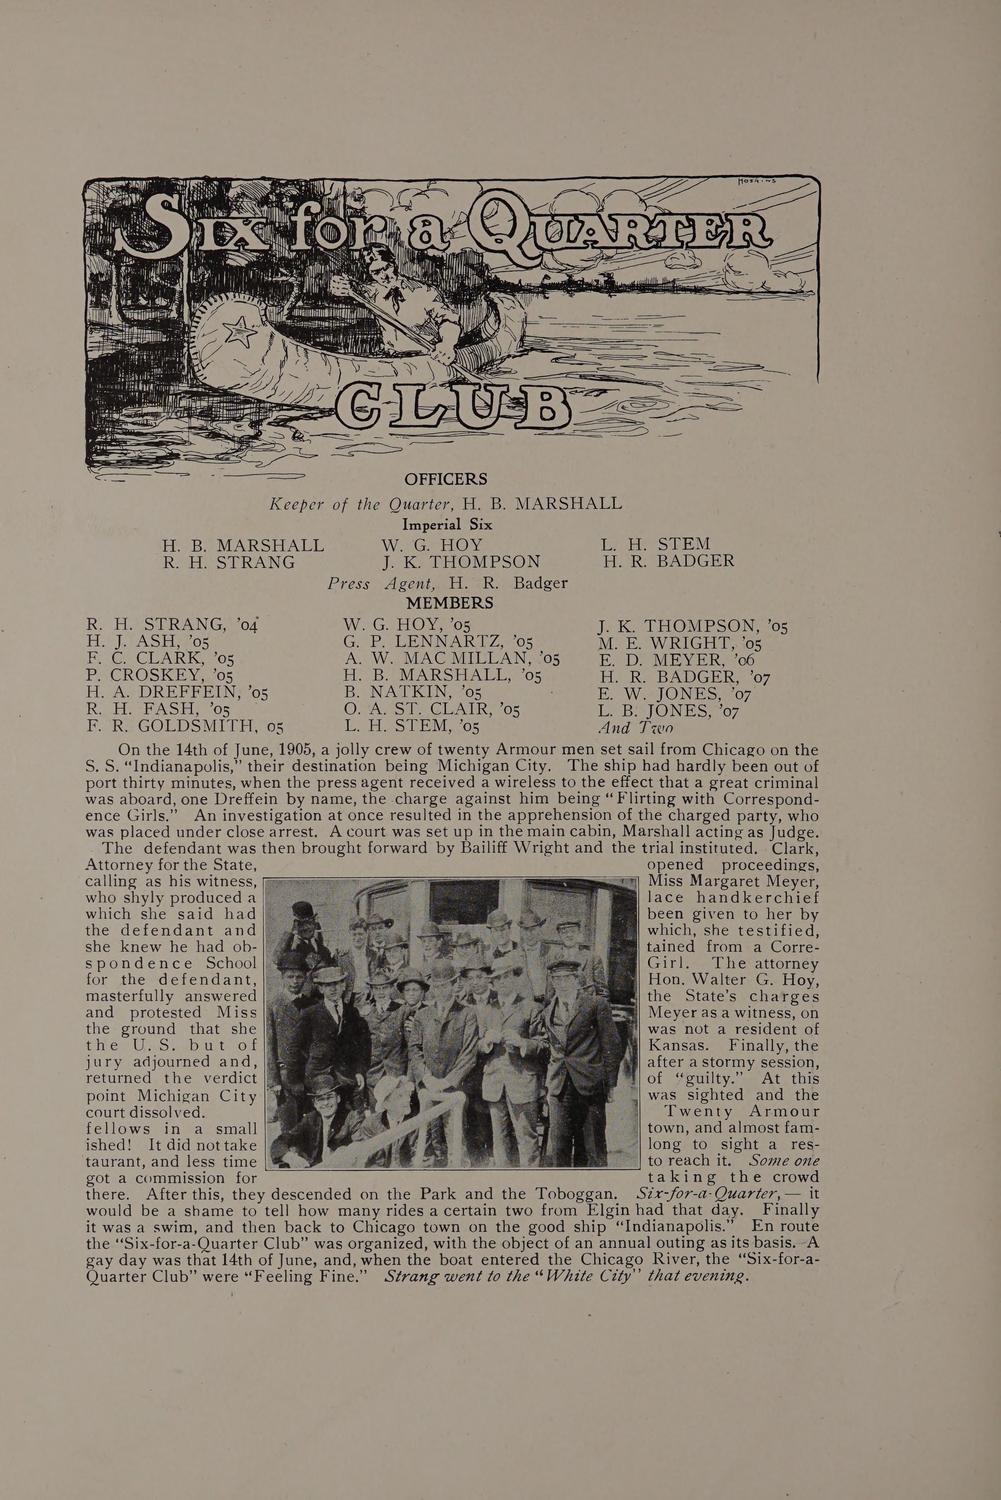 HOSKINS
SIX for a QUARTER
CLUB
OFFICERS
Keeper of the Quarter, H. B. MARSHALL
Imperial Six
H. B. MARSHALL W. G. HOY L. H. STEM
R. H. STRANG J. K. THOMPSON H. R. BADGER
Press Agent, H. R. Badger
MEMBERS
R. H. STRANG, ’04 W. G. HOY, ’05 J. K. THOMPSON, ’05
H. J. ASH, ’05 G. P. LENNARTZ, ’05 M. E. WRIGHT, ’05
F. C. CLARK, ’05 A. W. MAC MILLAN, ’05 E. D. MEYER, ’06
P. CROSKEY, ’05 H. B. MARSHALL, ’05 H. R. BADGER, ’07
H. A. DREFFEIN, ’05 B. NATKIN, ’05 E. W. JONES, ’07
R. H. FASH, ’05 O. A. ST. CLAIR, ’05 L. B. JONES, ’07
F. R. GOLDSMITH, 05 L. H. STEM, ’05 And Two
On the 14th of June, 1905, a jolly crew of twenty Armour men set sail from Chicago on the
S. S. “Indianapolis,” their destination being Michigan City. The ship had hardly been out of
port thirty minutes, when the press agent received a wireless to the effect that a great criminal
was aboard, one Dreffein by name, the charge against him being “Flirting with Correspond-
ence Girls.” An investigation at once resulted in the apprehension of the charged party, who
was placed under close arrest. A court was set up in the main cabin, Marshall acting as Judge.
The defendant was then brought forward by Bailiff Wright and the trial instituted. Clark,
Attorney for the State, opened proceedings,
calling as his witness, Miss Margaret Meyer,
who shyly produced a lace handkerchief
which she said had been given to her by
the defendant and which, she testified,
she knew he had ob- tained from a Corre-
spondence School Girl. The attorney
for the defendant, Hon. Walter G. Hoy,
masterfully answered the State’s charges
and protested Miss Meyer as a witness, on
the ground that she was not a resident of
the U. S. but of Kansas. Finally, the
jury adjourned and, after a stormy session,
returned the verdict of “guilty.” At this
point Michigan City was sighted and the
court dissolved. Twenty Armour
fellows in a small town, and almost fam-
ished! It did not take long to sight a res-
taurant, and less time to reach it. Some one
got a commission for taking the crowd
there. After this, they descended on the Park and the Toboggan. Six-for-a-Quarter,— it
would be a shame to tell how many rides a certain two from Elgin had that day. Finally
it was a swim, and then back to Chicago town on the good ship “Indianapolis.” En route
the “Six-for-a-Quarter Club” was organized, with the object of an annual outing as its basis. A
gay day was that 14th of June, and, when the boat entered the Chicago River, the “Six-for-a-
Quarter Club” were “Feeling Fine.” Strang went to the “White City” that evening.